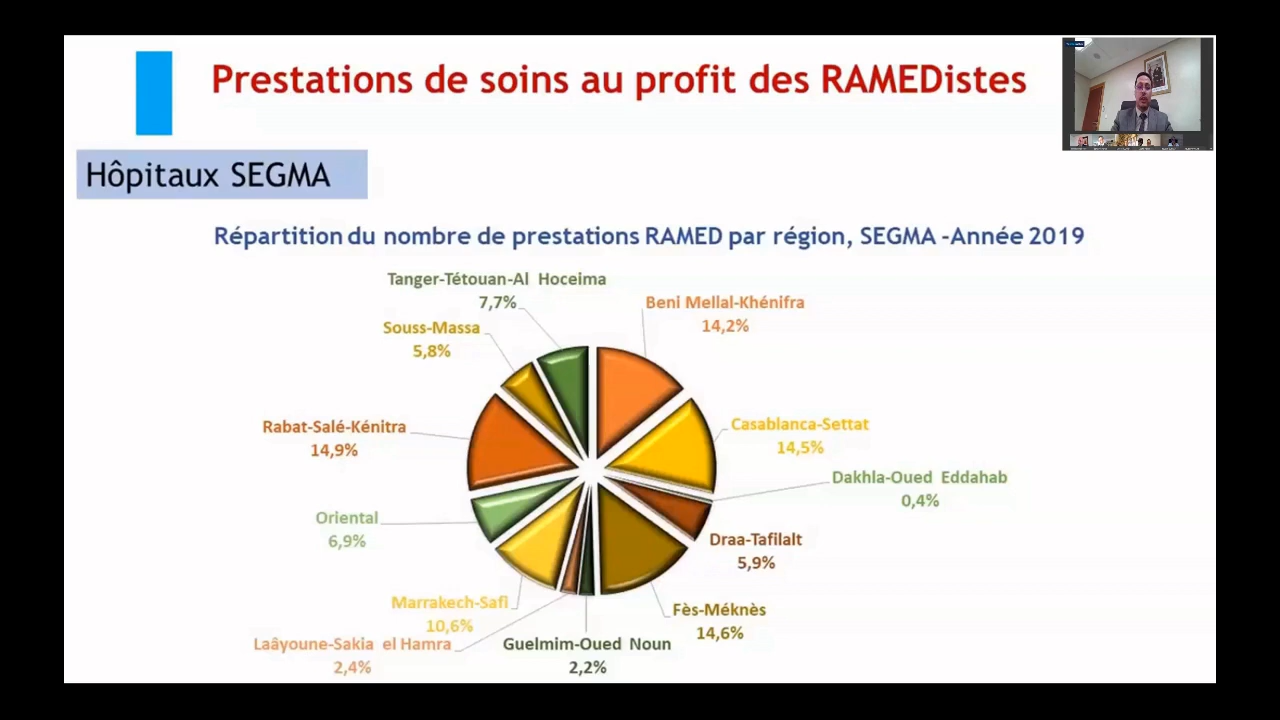 Prestations de soins au profit des RAMEDistes
Hôpitaux SEGMA
Répartition du nombre de prestations RAMED par région, SEGMA -Année 2019
Tanger-Tétouan-Al Hoceima
7,7%
Beni Mellal-Khénifra
14,2%
Souss-Massa
5,8%
Rabat-Salé-Kénitra
14,9%
Casablanca-Settat
14,5%
Dakhla-Oued Eddahab
0,4%
Oriental
6,9%
Draa-Tafilalt
5,9%
Marrakech-Safi
10,6%
Fès-Méknès
14,6%
Laâyoune-Sakia el Hamra
2,4%
Guelmim-Oued Noun
2,2%